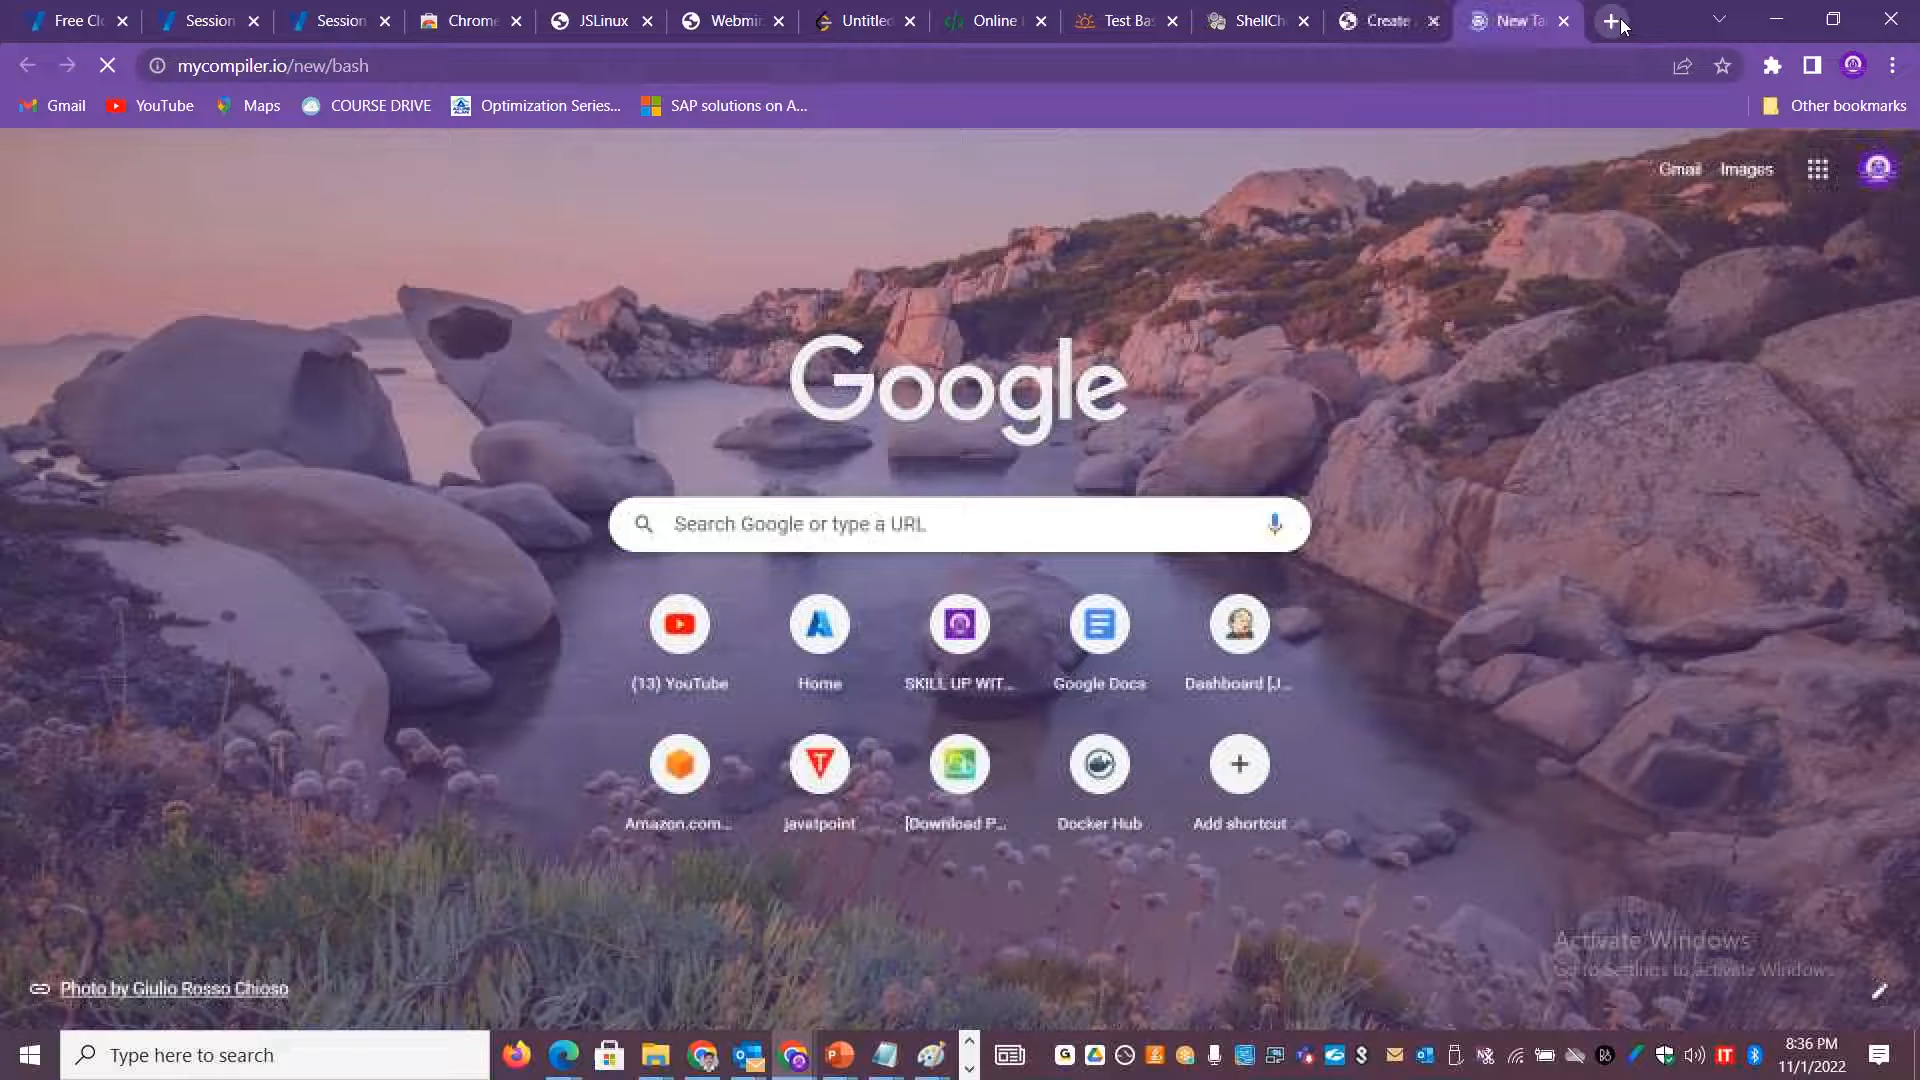 Free Cl
Session
Session
Chrome
JSLinux
Webmin
Untitled
Online
Test Ba
ShellCh
Create
New Ta
mycompiler.io/new/bash
Gmail
YouTube
Maps
COURSE DRIVE
Optimization Series...
SAP solutions on A...
Other bookmarks
Gmail Images
Google
Search Google or type a URL
(13) YouTube
Home
SKILL UP WIT...
Google Docs
Dashboard [J...
Amazon.com...
javatpoint
[Download P...
Docker Hub
Add shortcut
Activate Windows
Go to Settings to activate Windows.
Photo by Giulio Rosso Chioso
Type here to search
8:36 PM
11/1/2022